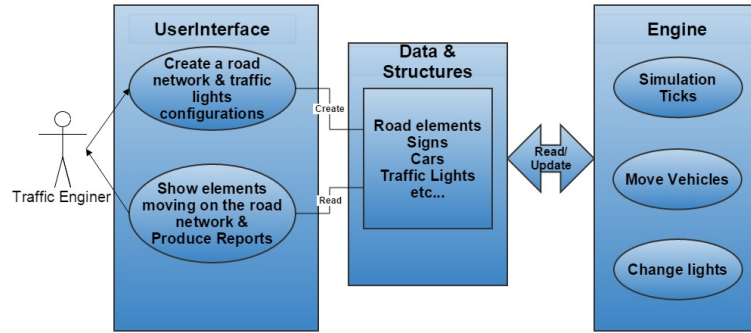 UserInterface
Create a road
network & traffic
lights
configurations
Show elements
moving on the road
network &
Produce Reports
Traffic Enginer
Create
Read
Data &
Structures
Road elements
Signs
Cars
Traffic Lights
etc...
Read/
Update
Engine
Simulation
Ticks
Move Vehicles
Change lights